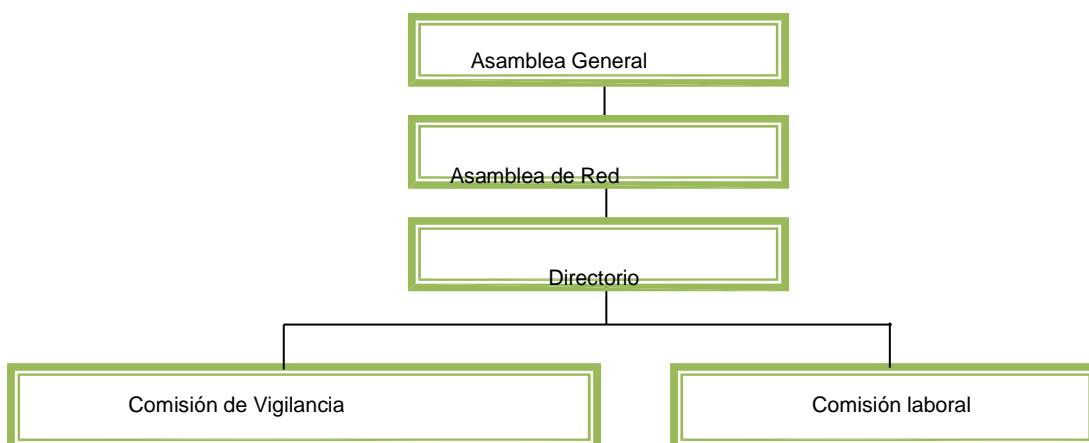 Asamblea General
Asamblea de Red
Directorio
Comisión de Vigilancia
Comisión laboral